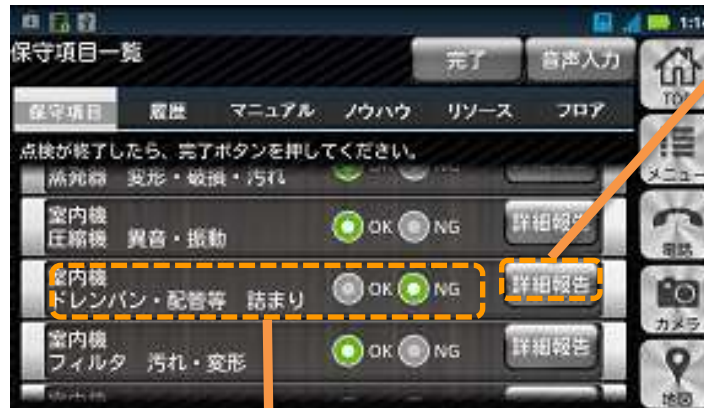 1:14
保守項目一覧
完了
音声入力
TOP
保守項目 履歴 マニュアル ノウハウ リソース フロア
点検が終了したら、完了ボタンを押してください。
メニュー
蒸発器 変形・破損・汚れ
室内機
圧縮機 異音・振動
OK NG
詳細報告
電話
室内機
ドレンパン・配管等 詰まり
OK NG
詳細報告
カメラ
室内機
フィルタ 汚れ・変形
OK NG
詳細報告
地図